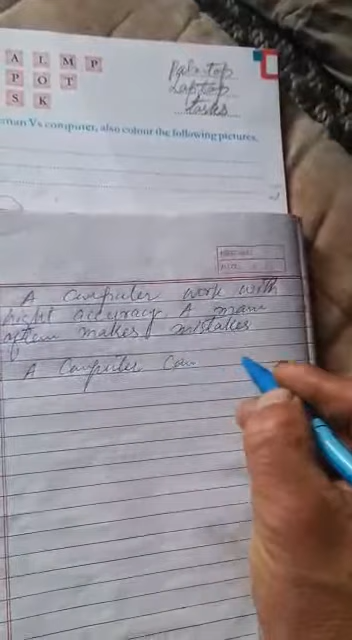 A L M P
P O T
S K
Palmtop
Laptop
tasks
man Vs computer, also colour the following pictures.
A Computer work with
hight accuracy A man
often makes mistakes
A Computer Can